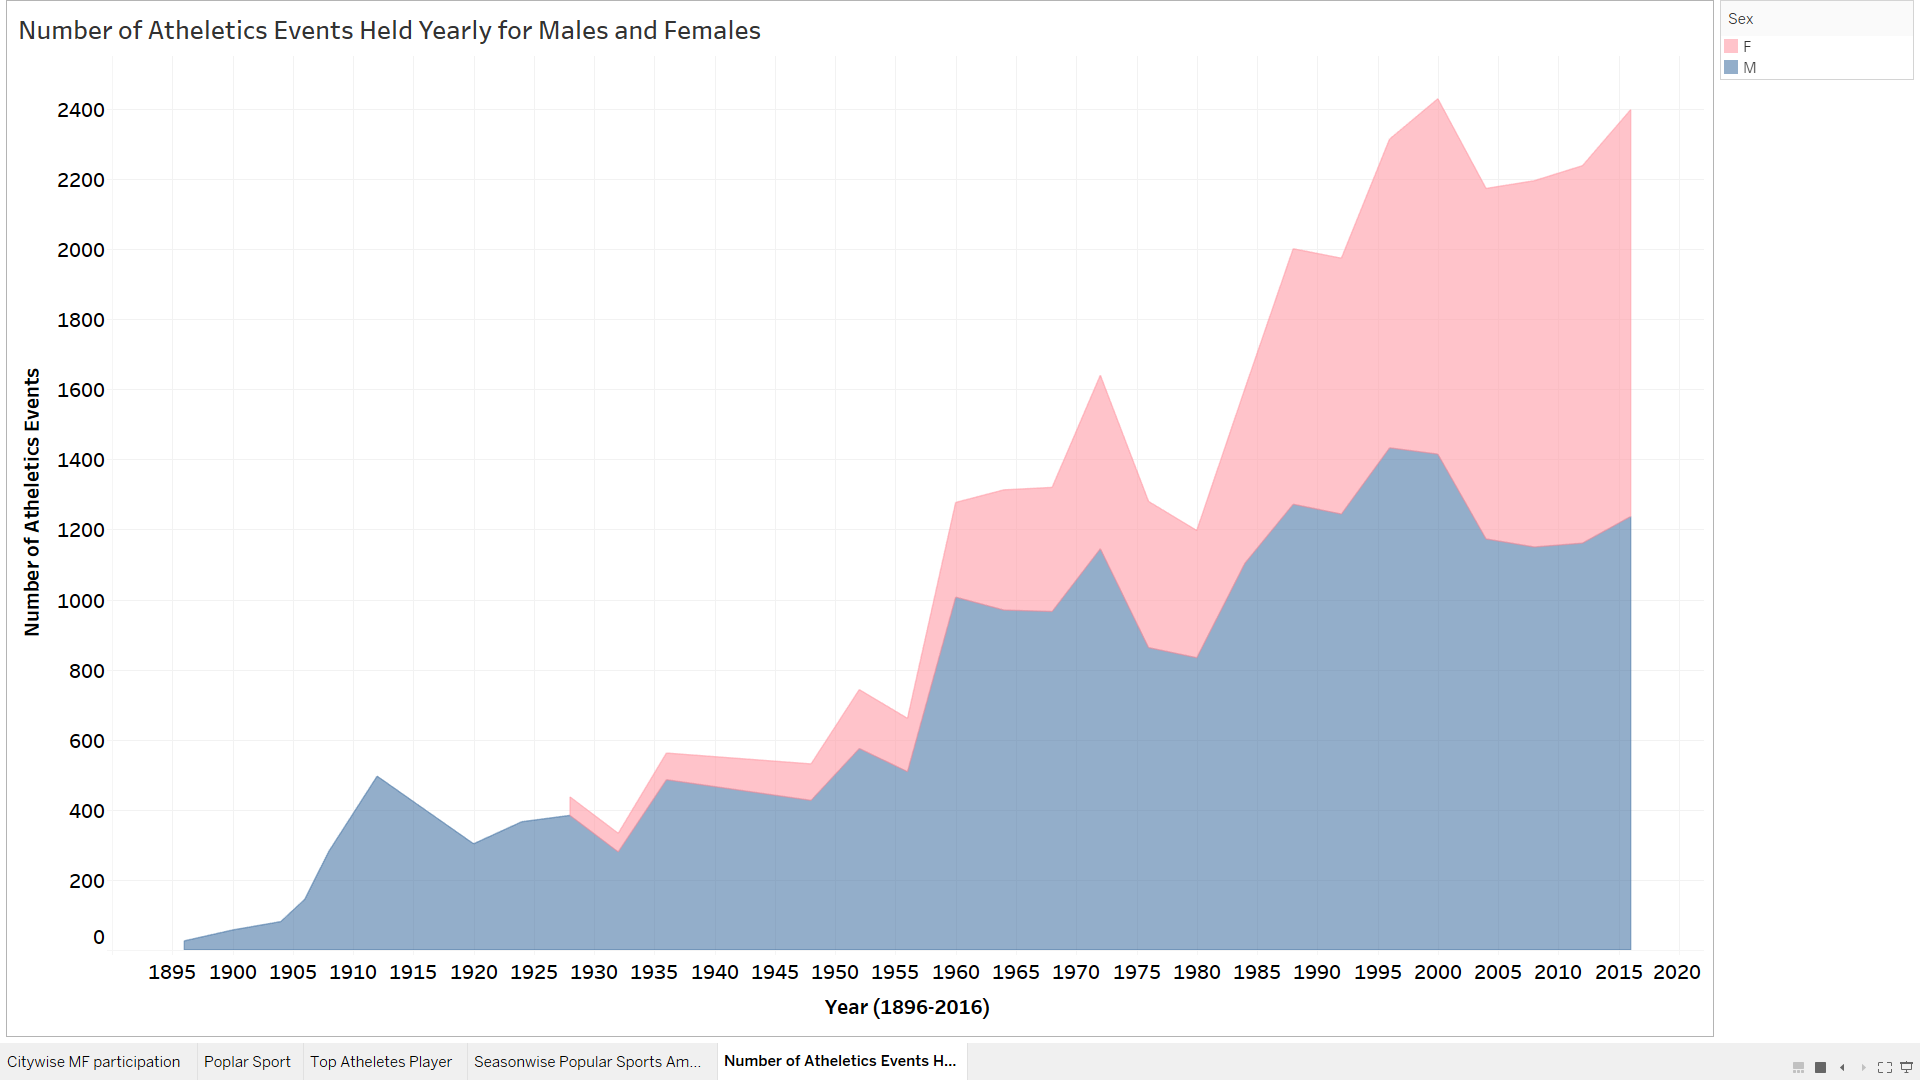 Number of Atheletics Events Held Yearly for Males and Females
Sex
F
M
Number of Atheletics Events
2400
2200
2000
1800
1600
1400
1200
1000
800
600
400
200
0
1895 1900 1905 1910 1915 1920 1925 1930 1935 1940 1945 1950 1955 1960 1965 1970 1975 1980 1985 1990 1995 2000 2005 2010 2015 2020
Year (1896-2016)
Citywise MF participation Poplar Sport Top Atheletes Player Seasonwise Popular Sports Am... Number of Atheletics Events H...